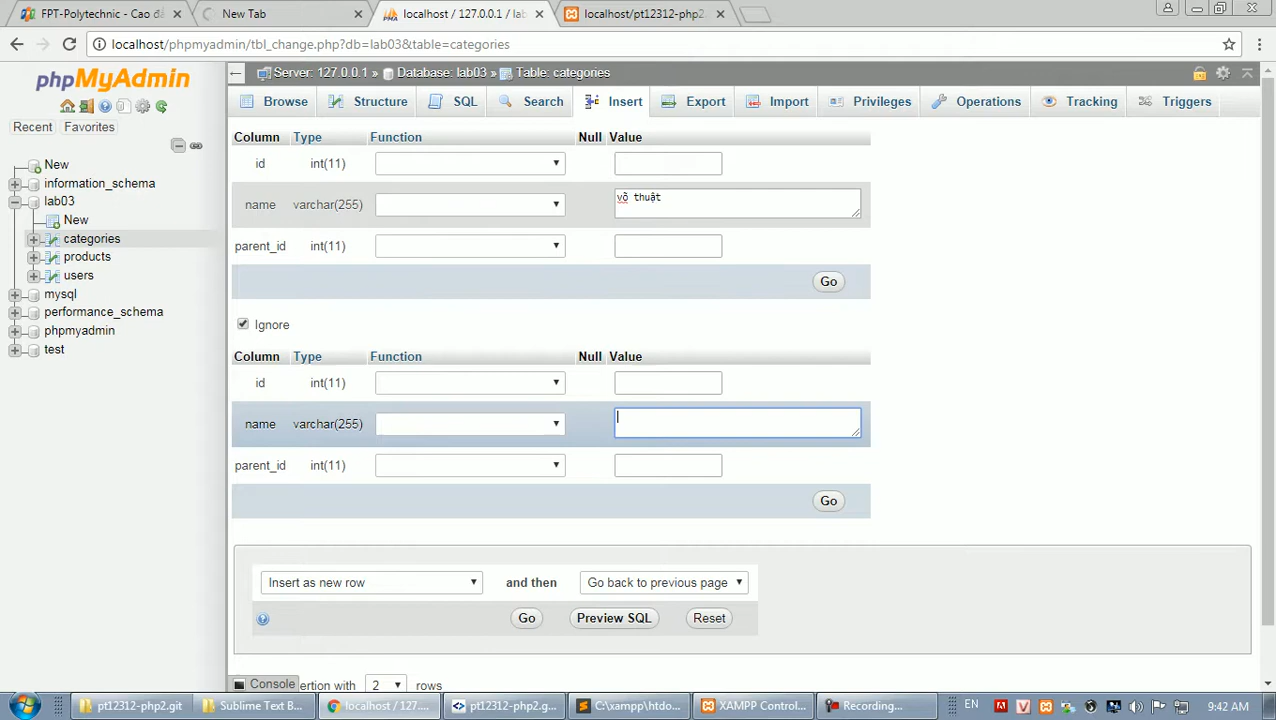 FPT-Polytechnic - Cao đẳ
New Tab
localhost / 127.0.0.1 / lab
localhost/pt12312-php2
localhost/phpmyadmin/tbl_change.php?db=lab03&table=categories
phpMyAdmin
Recent
Favorites
New
information_schema
lab03
New
categories
products
users
mysql
performance_schema
phpmyadmin
test
Server: 127.0.0.1 » Database: lab03 » Table: categories
Browse Structure SQL Search Insert Export Import Privileges Operations Tracking Triggers
Column Type Function Null Value
id int(11)
name varchar(255) võ thuật
parent_id int(11)
Go
Ignore
Column Type Function Null Value
id int(11)
name varchar(255)
parent_id int(11)
Go
Insert as new row and then Go back to previous page
Go Preview SQL Reset
Console ertion with 2 rows
pt12312-php2.git
Sublime Text B...
localhost / 127....
pt12312-php2.g...
C:\xampp\htdo...
XAMPP Control...
Recording...
EN
9:42 AM